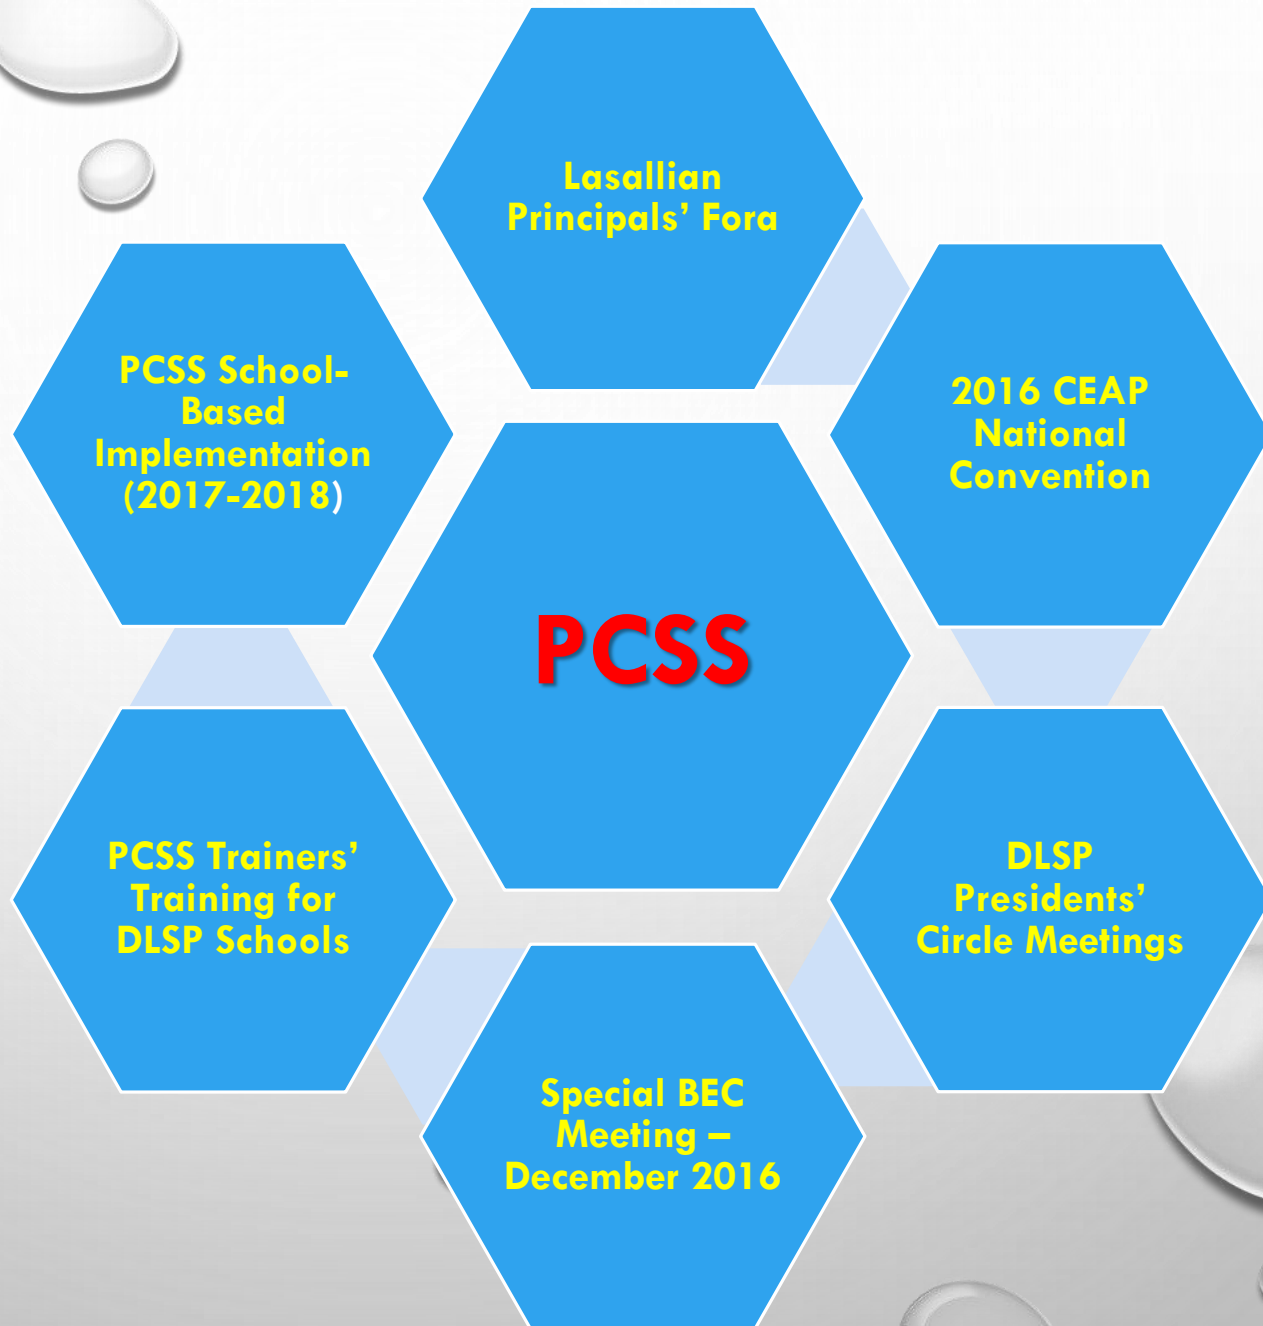 Lasallian
Principals’ Fora
2016 CEAP
National
Convention
DLSP
Presidents’
Circle Meetings
Special BEC
Meeting –
December 2016
PCSS Trainers’
Training for
DLSP Schools
PCSS School-
Based
Implementation
(2017-2018)
PCSS